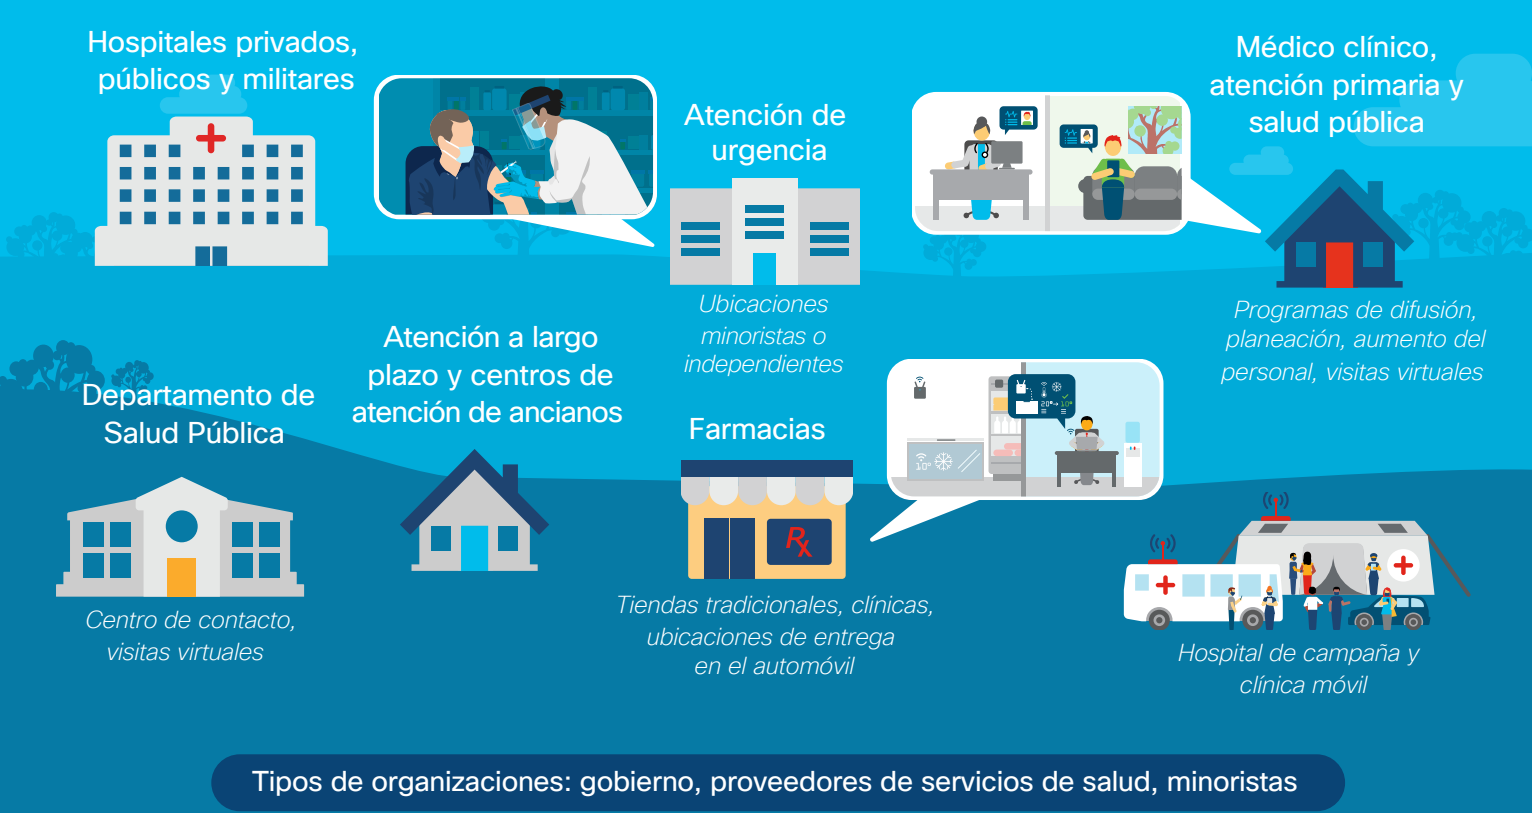 Hospitales privados,
públicos y militares
Atención de
urgencia
Ubicaciones
minoristas o
independientes
Médico clínico,
atención primaria y
salud pública
Programas de difusión,
planeación, aumento del
personal, visitas virtuales
Departamento de
Salud Pública
Centro de contacto,
visitas virtuales
Atención a largo
plazo y centros de
atención de ancianos
Farmacias
10°
20°→10°
Rx
Tiendas tradicionales, clínicas,
ubicaciones de entrega
en el automóvil
Hospital de campaña y
clínica móvil
Tipos de organizaciones: gobierno, proveedores de servicios de salud, minoristas